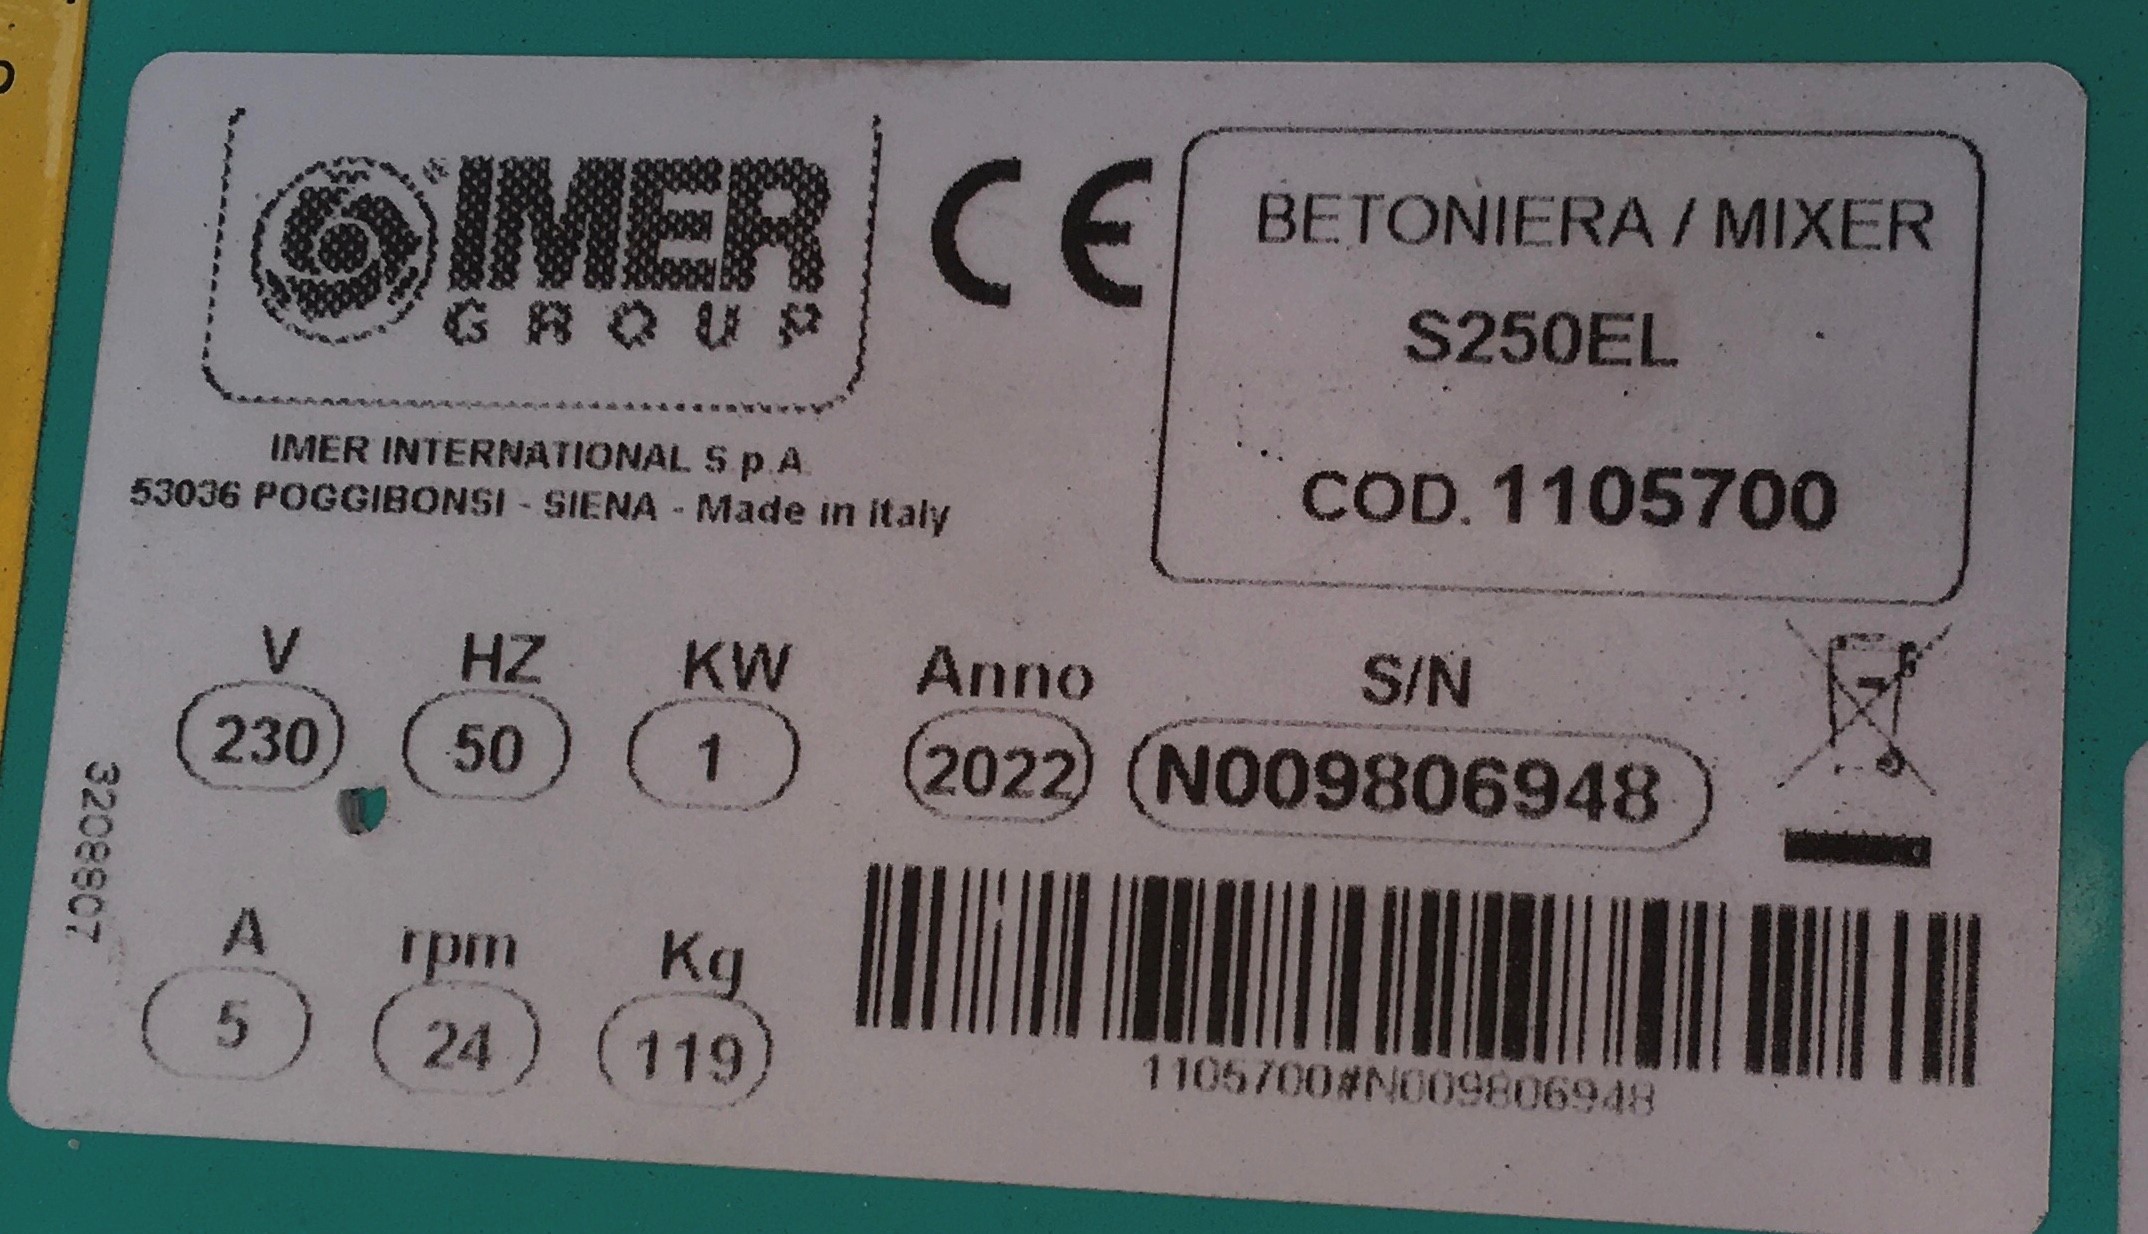 IMER
GROUP
CE
BETONIERA / MIXER
S250EL
COD. 1105700
IMER INTERNATIONAL S.p.A.
53036 POGGIBONSI - SIENA - Made in Italy
V HZ KW Anno S/N
230 50 1 2022 N009806948
A rpm Kg
5 24 119
1105700#N009806948
3208807